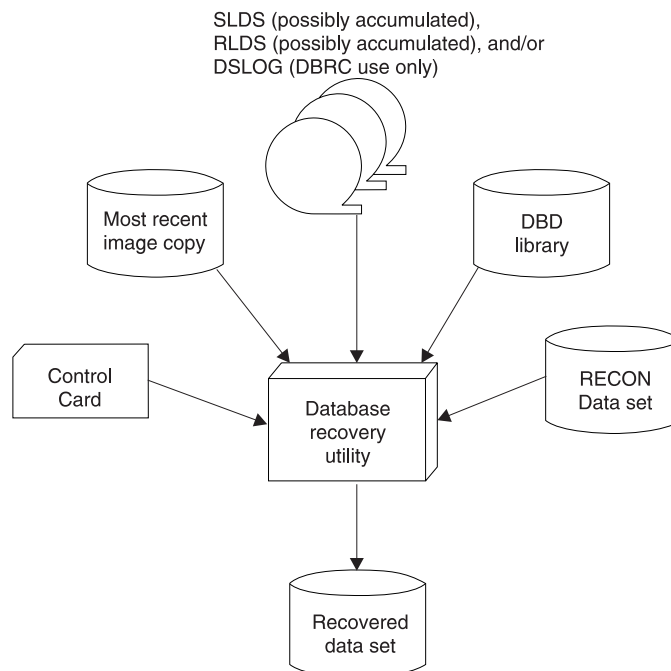 SLDS (possibly accumulated),
RLDS (possibly accumulated), and/or
DSLOG (DBRC use only)
Most recent
image copy
DBD
library
Control
Card
Database
recovery
utility
RECON
Data set
Recovered
data set